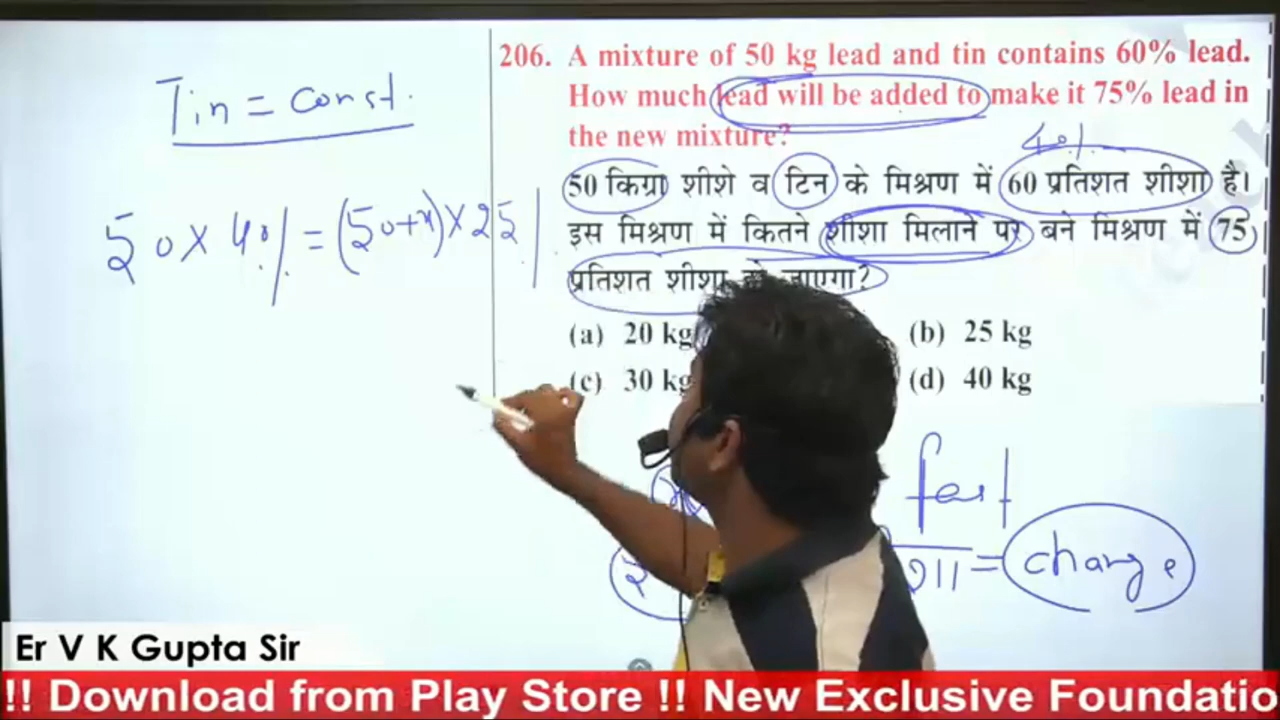 Tin = const.
50 x 40% = (50+x) x 25%
206. A mixture of 50 kg lead and tin contains 60% lead.
How much lead will be added to make it 75% lead in
the new mixture?
40%
50 किग्रा शीशे व टिन के मिश्रण में 60 प्रतिशत शीशा है।
इस मिश्रण में कितने शीशा मिलाने पर बने मिश्रण में 75
प्रतिशत शीशा जाएगा?
(a) 20 kg (b) 25 kg
(c) 30 kg (d) 40 kg
= change
Er V K Gupta Sir
!! Download from Play Store !! New Exclusive Foundatio